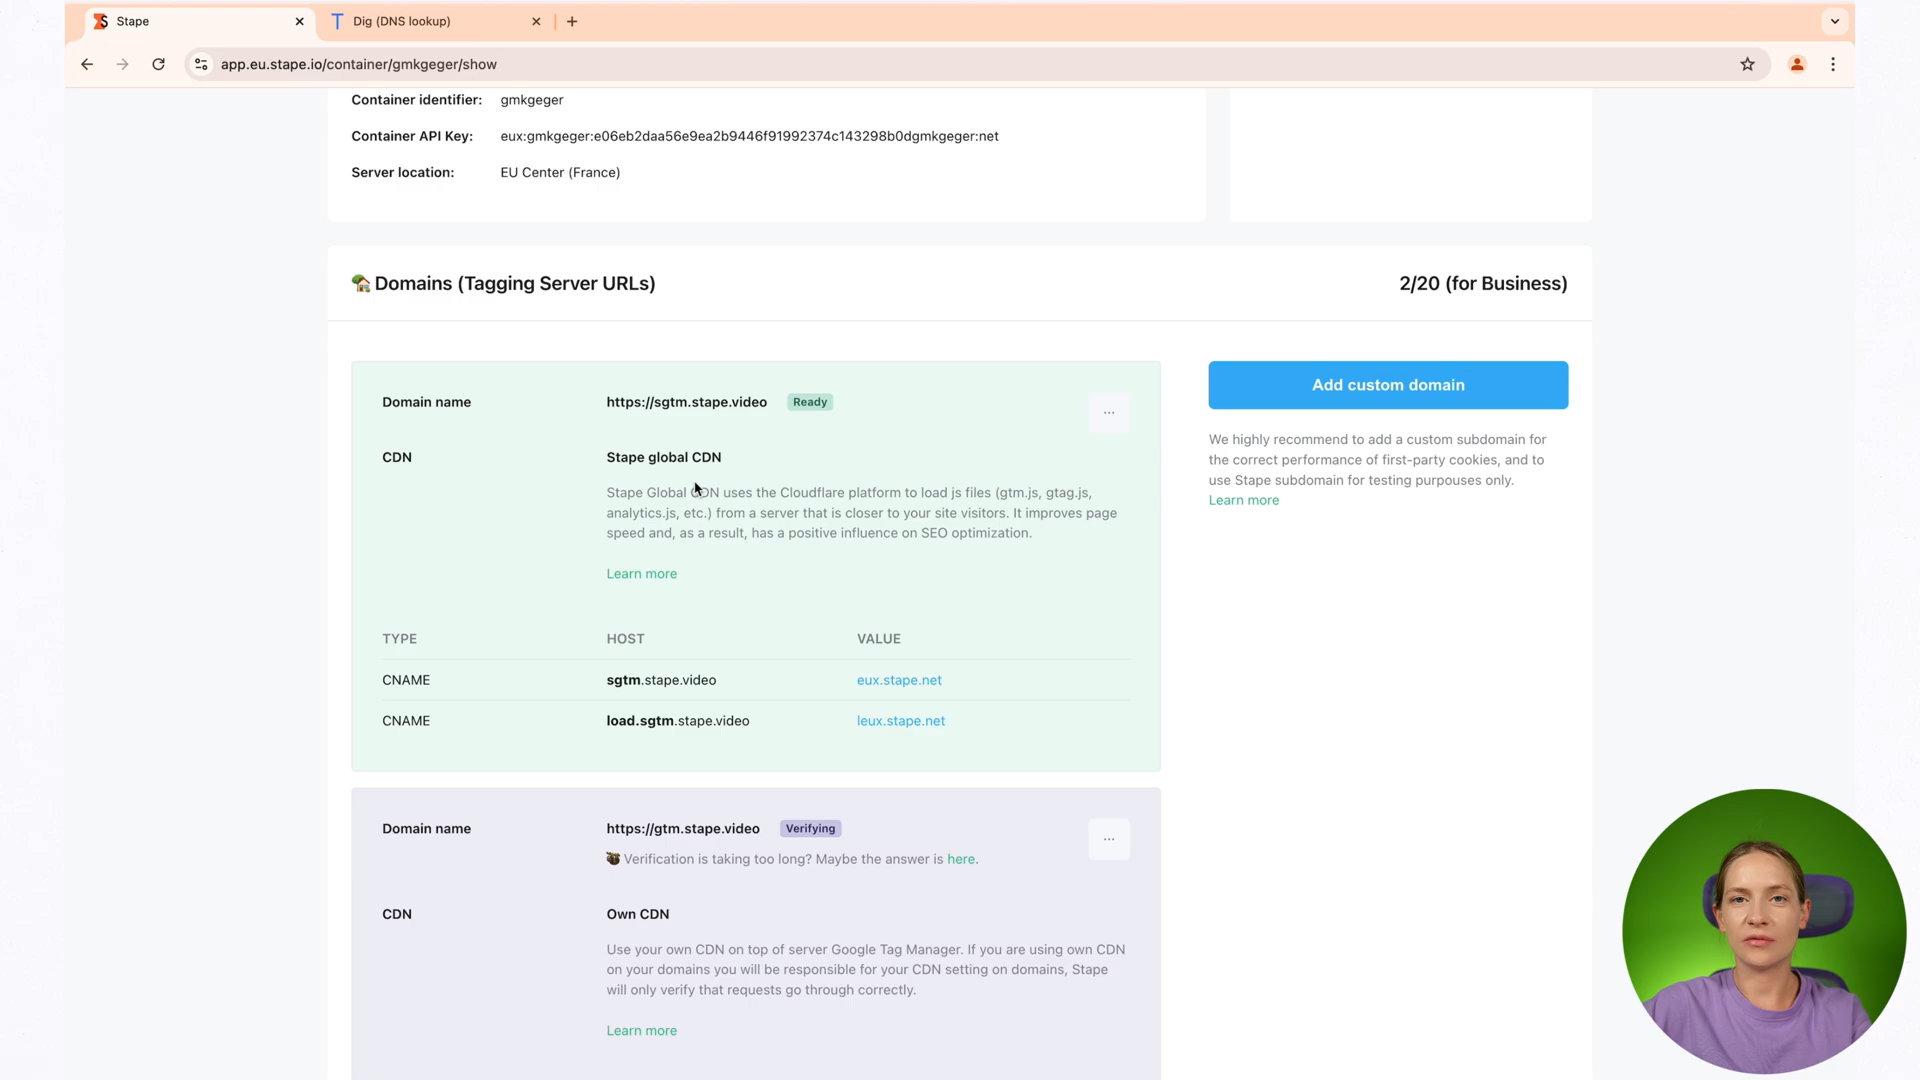 Stape
Dig (DNS lookup)
app.eu.stape.io/container/gmkgeger/show
Container identifier: gmkgeger
Container API Key: eux:gmkgeger:e06eb2daa56e9ea2b9446f91992374c143298b0dgmkgeger:net
Server location: EU Center (France)
Domains (Tagging Server URLs)
2/20 (for Business)
Domain name https://sgtm.stape.video Ready
...
CDN Stape global CDN
Stape Global CDN uses the Cloudflare platform to load js files (gtm.js, gtag.js,
analytics.js, etc.) from a server that is closer to your site visitors. It improves page
speed and, as a result, has a positive influence on SEO optimization.
Learn more
TYPE HOST VALUE
CNAME sgtm.stape.video eux.stape.net
CNAME load.sgtm.stape.video leux.stape.net
Add custom domain
We highly recommend to add a custom subdomain for
the correct performance of first-party cookies, and to
use Stape subdomain for testing purpouses only.
Learn more
Domain name https://gtm.stape.video Verifying
...
Verification is taking too long? Maybe the answer is here.
CDN Own CDN
Use your own CDN on top of server Google Tag Manager. If you are using own CDN
on your domains you will be responsible for your CDN setting on domains, Stape
will only verify that requests go through correctly.
Learn more